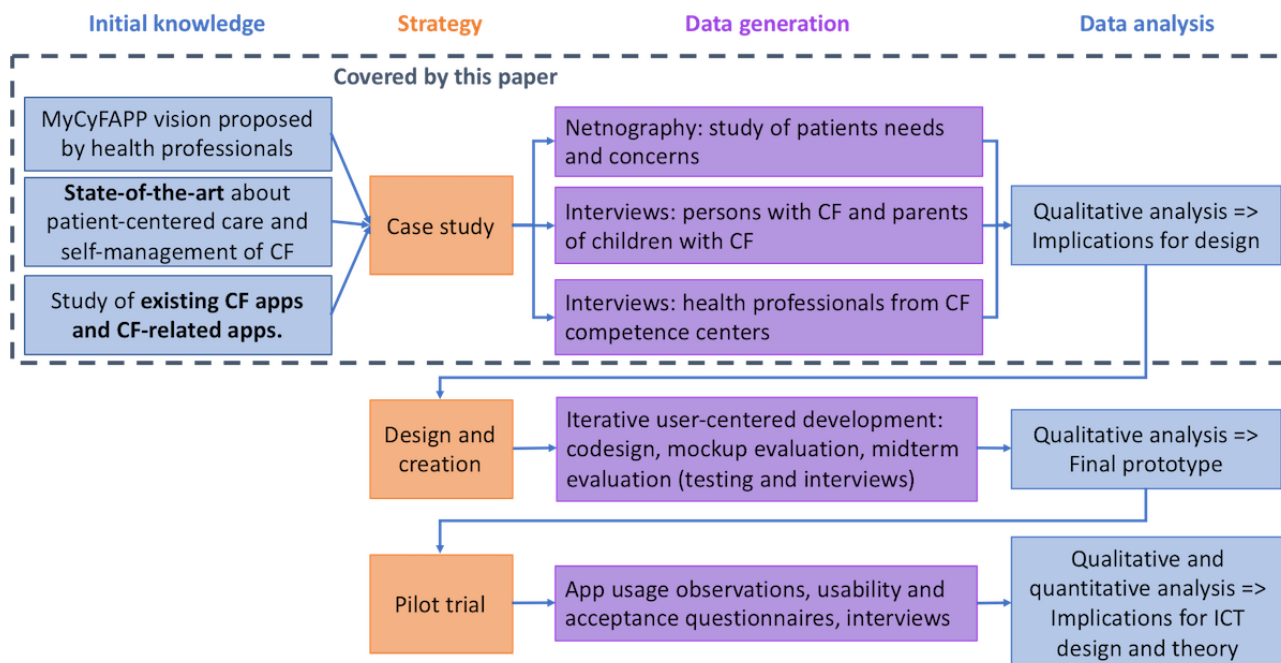 Initial knowledge
Strategy
Data generation
Data analysis
Covered by this paper
MyCyFAPP vision proposed
by health professionals
State-of-the-art about
patient-centered care and
self-management of CF
Study of existing CF apps
and CF-related apps.
Case study
Netnography: study of patients needs
and concerns
Interviews: persons with CF and parents
of children with CF
Interviews: health professionals from CF
competence centers
Qualitative analysis =>
Implications for design
Design and
creation
Iterative user-centered development:
codesign, mockup evaluation, midterm
evaluation (testing and interviews)
Qualitative analysis =>
Final prototype
Pilot trial
App usage observations, usability and
acceptance questionnaires, interviews
Qualitative and
quantitative analysis =>
Implications for ICT
design and theory